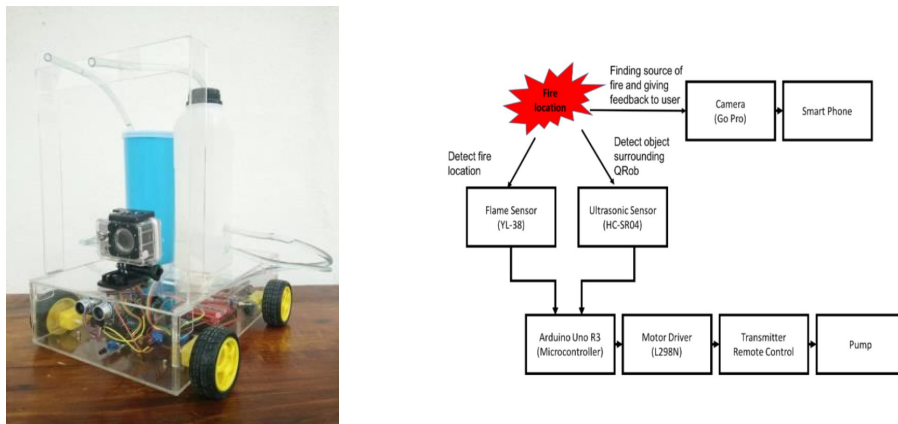 Fire
location
Finding source of
fire and giving
feedback to user
Camera
(Go Pro)
Smart Phone
Detect fire
location
Detect object
surrounding
QRob
Flame Sensor
(YL-38)
Ultrasonic Sensor
(HC-SR04)
Arduino Uno R3
(Microcontroller)
Motor Driver
(L298N)
Transmitter
Remote Control
Pump